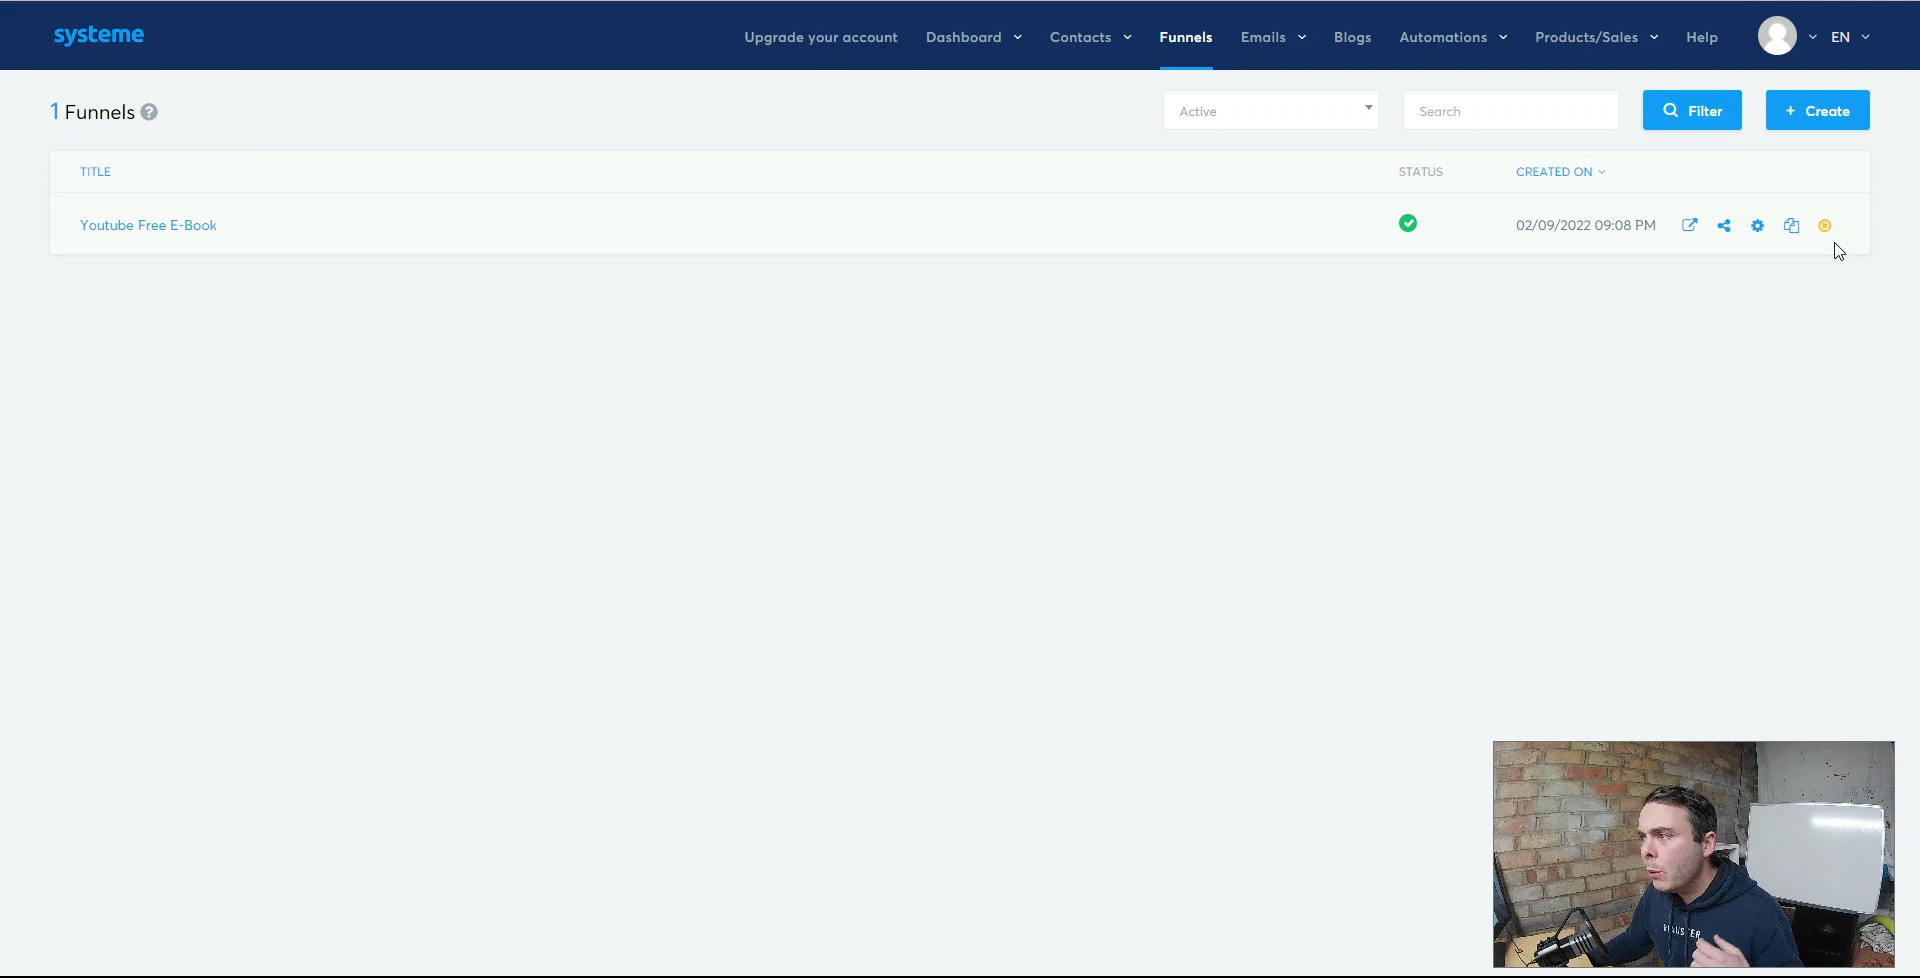 systeme
Upgrade your account Dashboard Contacts Funnels Emails Blogs Automations Products/Sales Help EN
1 Funnels ?
Active Search Filter + Create
TITLE STATUS CREATED ON
Youtube Free E-Book 02/09/2022 09:08 PM